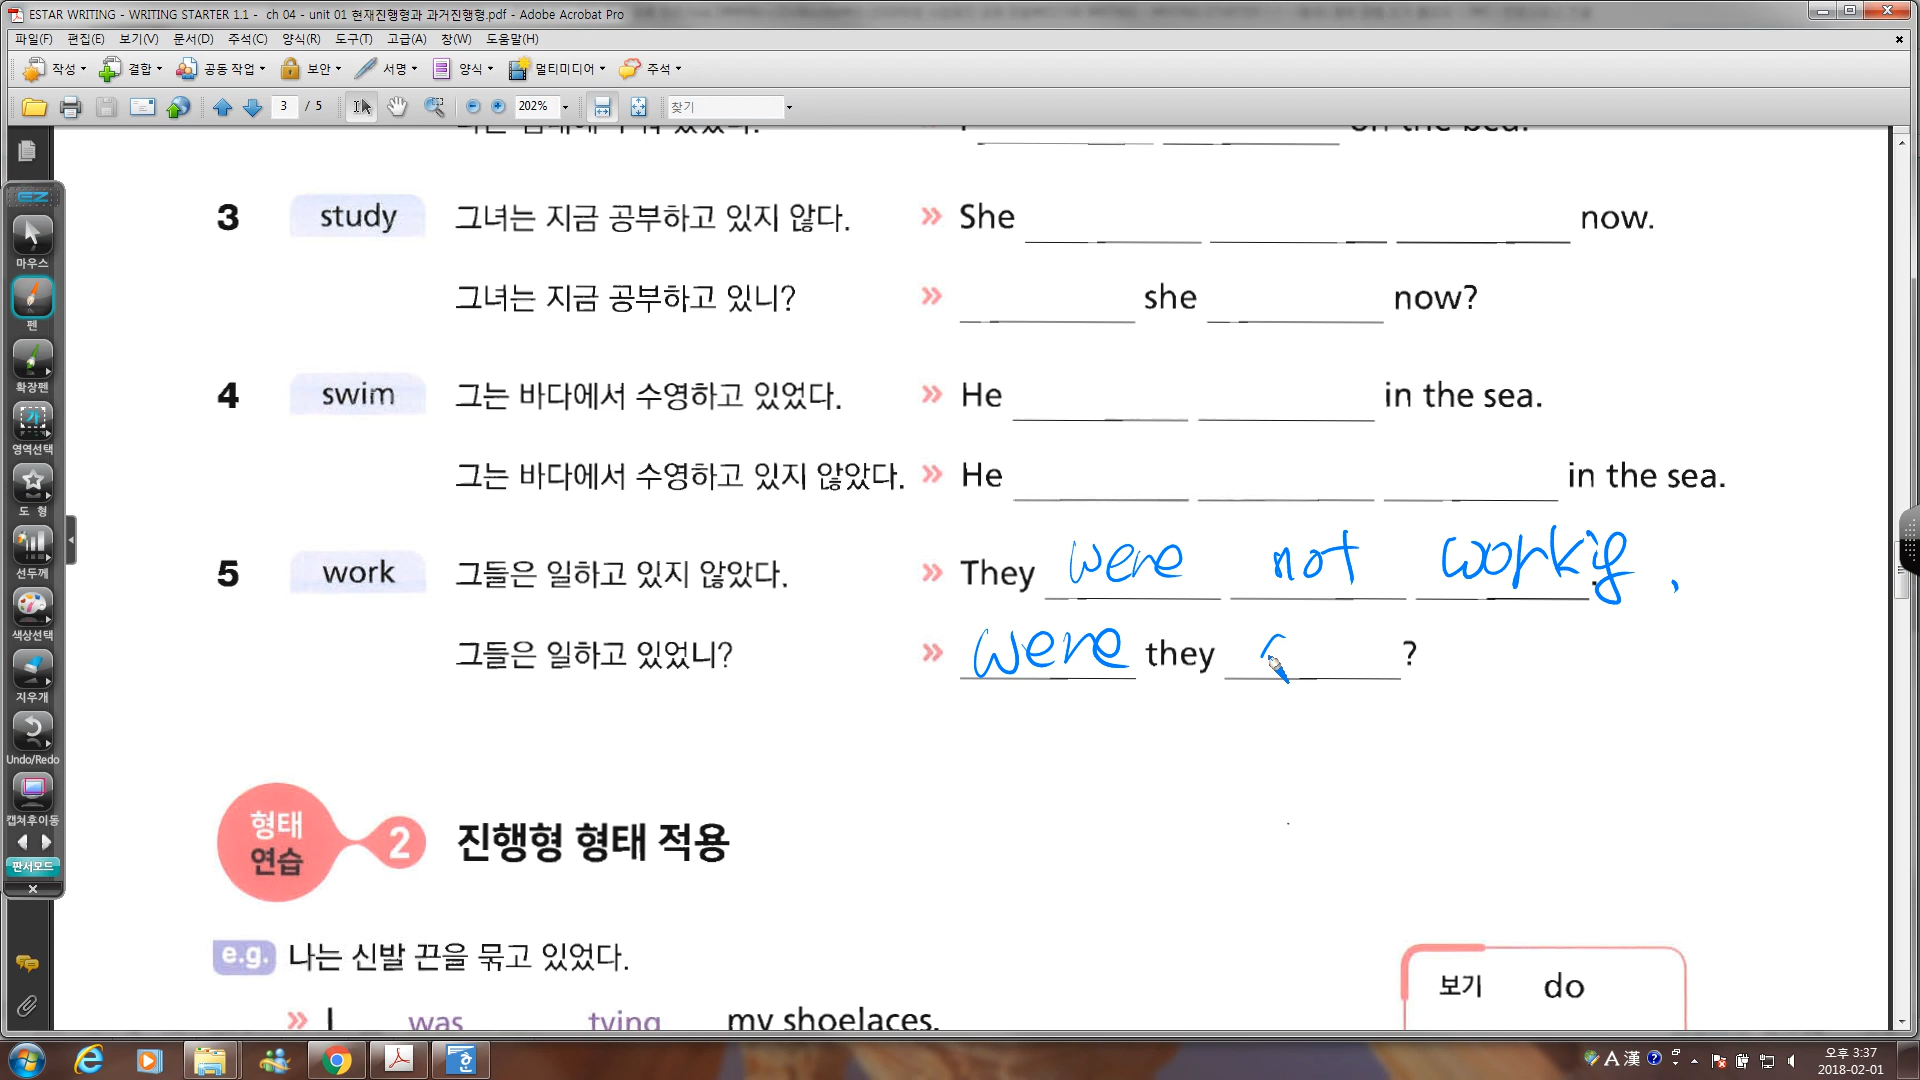 ESTAR WRITING - WRITING STARTER 1.1 - ch 04 - unit 01 현재진행형과 과거진행형.pdf - Adobe Acrobat Pro
파일(F) 편집(E) 보기(V) 문서(D) 주석(C) 양식(R) 도구(T) 고급(A) 창(W) 도움말(H)
작성 결합 공동 작업 보안 서명 양식 멀티미디어 주석
3 / 5 202% 찾기
on the bed.
3 study 그녀는 지금 공부하고 있지 않다. » She now.
그녀는 지금 공부하고 있니? » she now?
4 swim 그는 바다에서 수영하고 있었다. » He in the sea.
그는 바다에서 수영하고 있지 않았다. » He in the sea.
5 work 그들은 일하고 있지 않았다. » They were not workig.
그들은 일하고 있었니? » were they ?
형태 연습 2 진행형 형태 적용
e.g. 나는 신발 끈을 묶고 있었다.
» I was tying my shoelaces.
보기 do
EZ
마우스
펜
확장펜
영역선택
도 형
선두께
색상선택
지우개
Undo/Redo
캡쳐후이동
판서모드
x
A 漢
오후 3:37
2018-02-01